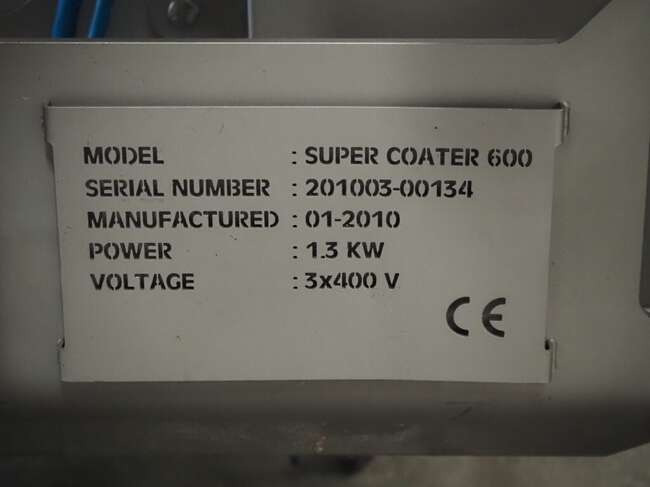 MODEL : SUPER COATER 600
SERIAL NUMBER : 201003-00134
MANUFACTURED : 01-2010
POWER : 1.3 KW
VOLTAGE : 3x400 V
CE